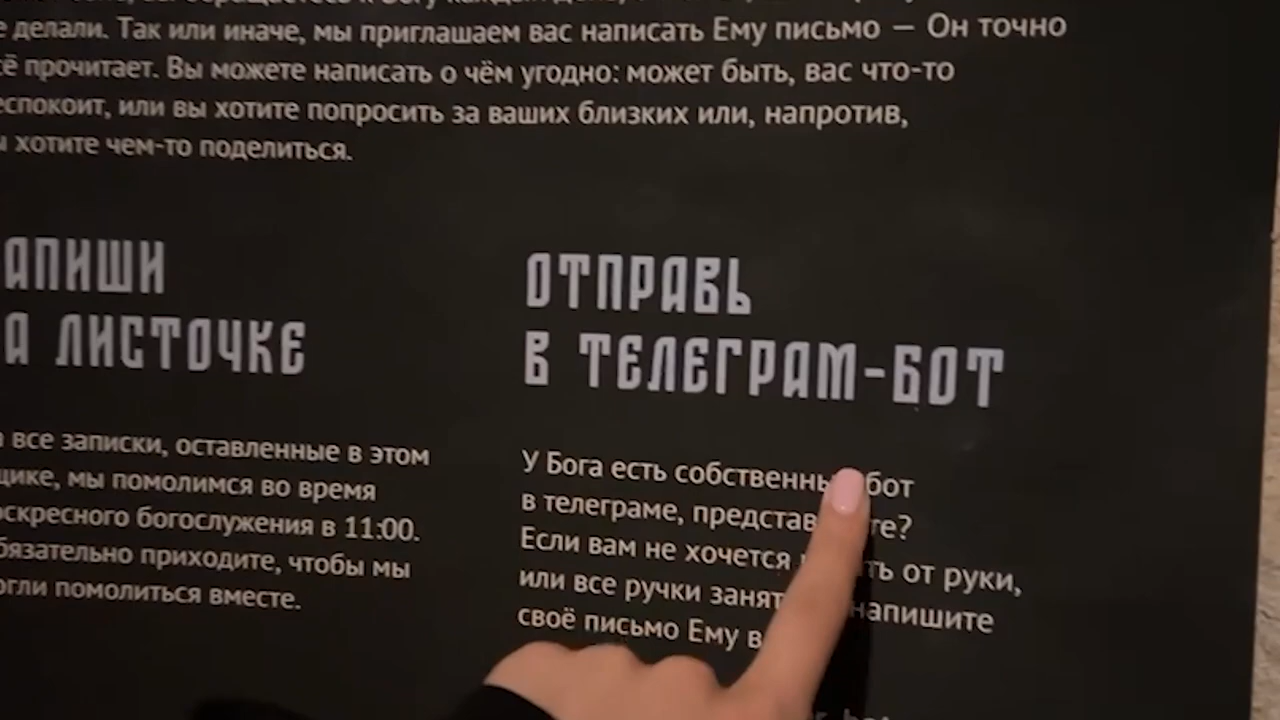 делали. Так или иначе, мы приглашаем вас написать Ему письмо — Он точно
прочитает. Вы можете написать о чём угодно: может быть, вас что-то
еспокоит, или вы хотите попросить за ваших близких или, напротив,
хотите чем-то поделиться.
АПИШИ
А ЛИСТОЧКЕ
все записки, оставленные в этом
щике, мы помолимся во время
оскресного богослужения в 11:00.
бязательно приходите, чтобы мы
огли помолиться вместе.
ОТПРАВЬ
В ТЕЛЕГРАМ-БОТ
У Бога есть собственны бот
в телеграме, представ те?
Если вам не хочется ть от руки,
или все ручки занят напишите
своё письмо Ему в